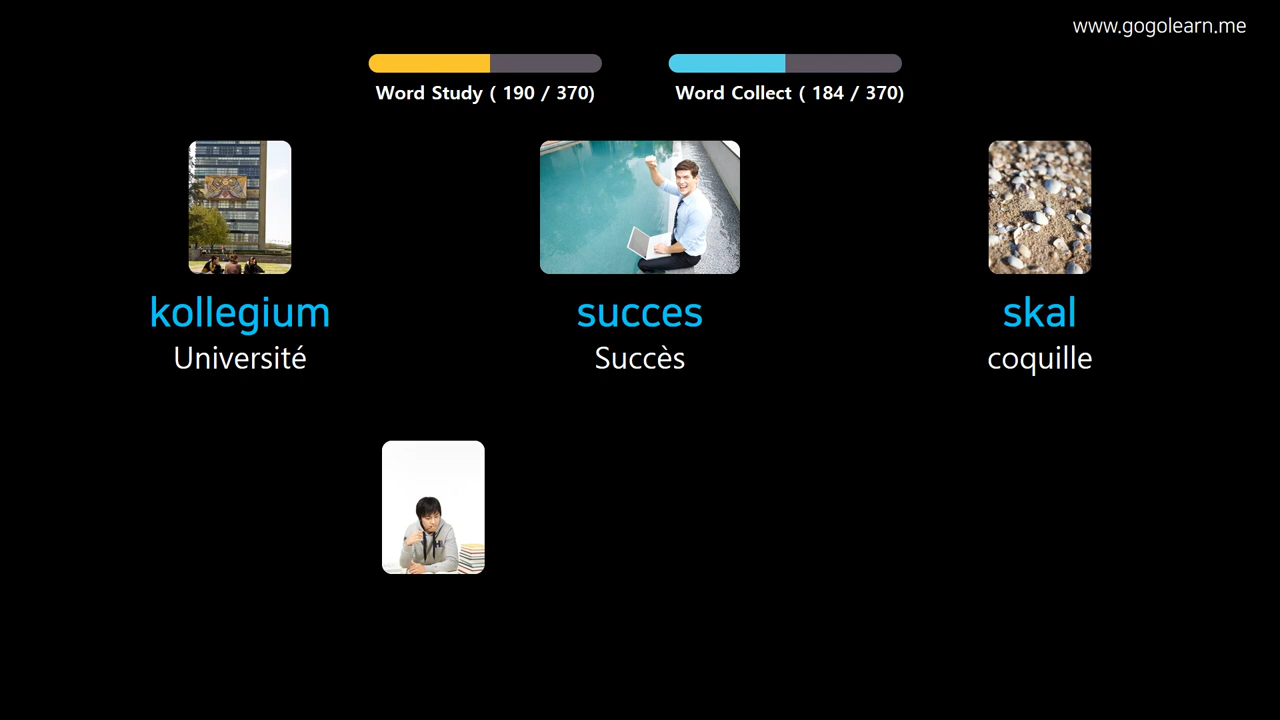 www.gogolearn.me
Word Study ( 190 / 370)
Word Collect ( 184 / 370)
kollegium
Université
succes
Succès
skal
coquille